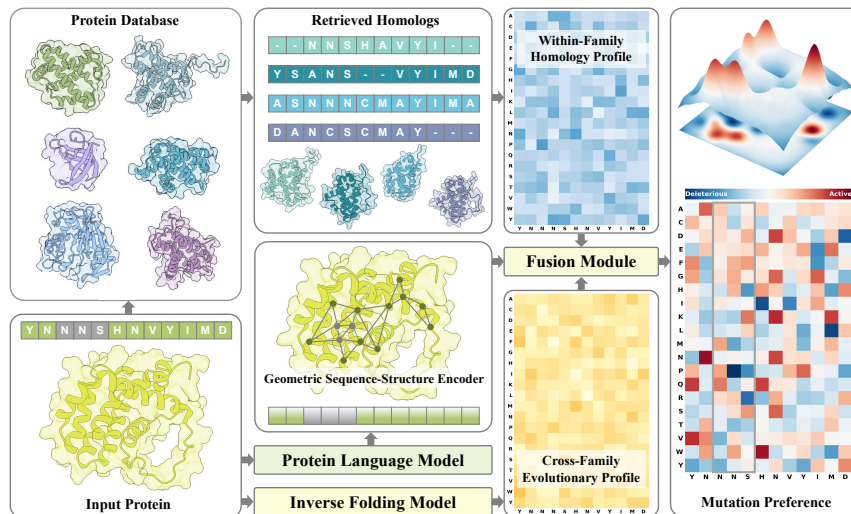 Protein Database
Retrieved Homologs
- - N N S H A V Y I - -
Y S A N S - - V Y I M D
A S N N N C M A Y I M A
D A N C S C M A Y - - -
Within-Family
Homology Profile
A
C
D
E
F
G
H
I
K
L
M
N
P
Q
R
S
T
V
W
Y
Y N N N S H N V Y I M D
Deleterious
Active
A
C
D
E
F
G
H
I
K
L
M
N
P
Q
R
S
T
V
W
Y
Y N N N S H N V Y I M D
Mutation Preference
Fusion Module
Y N N N S H N V Y I M D
Input Protein
Geometric Sequence-Structure Encoder
Protein Language Model
Inverse Folding Model
A
C
D
E
F
G
H
I
K
L
M
N
P
Q
R
S
T
V
W
Y
Cross-Family
Evolutionary Profile
Y N N N S H N V Y I M D